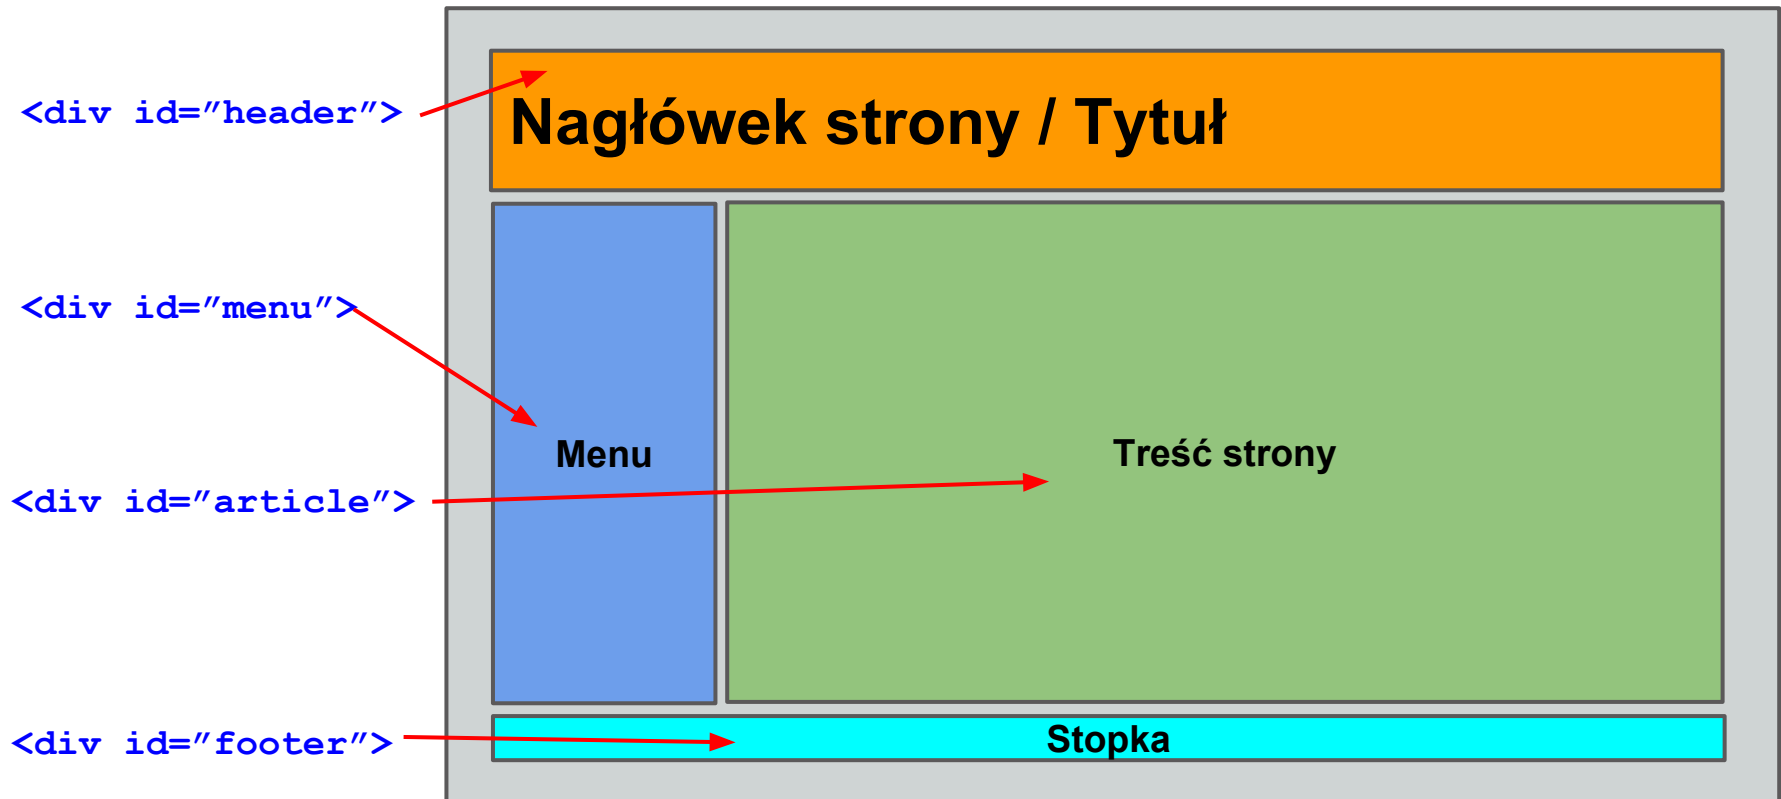 <div id=″header″>
Nagłówek strony / Tytuł
<div id=″menu″>
Menu
Treść strony
<div id=″article″>
<div id=″footer″>
Stopka